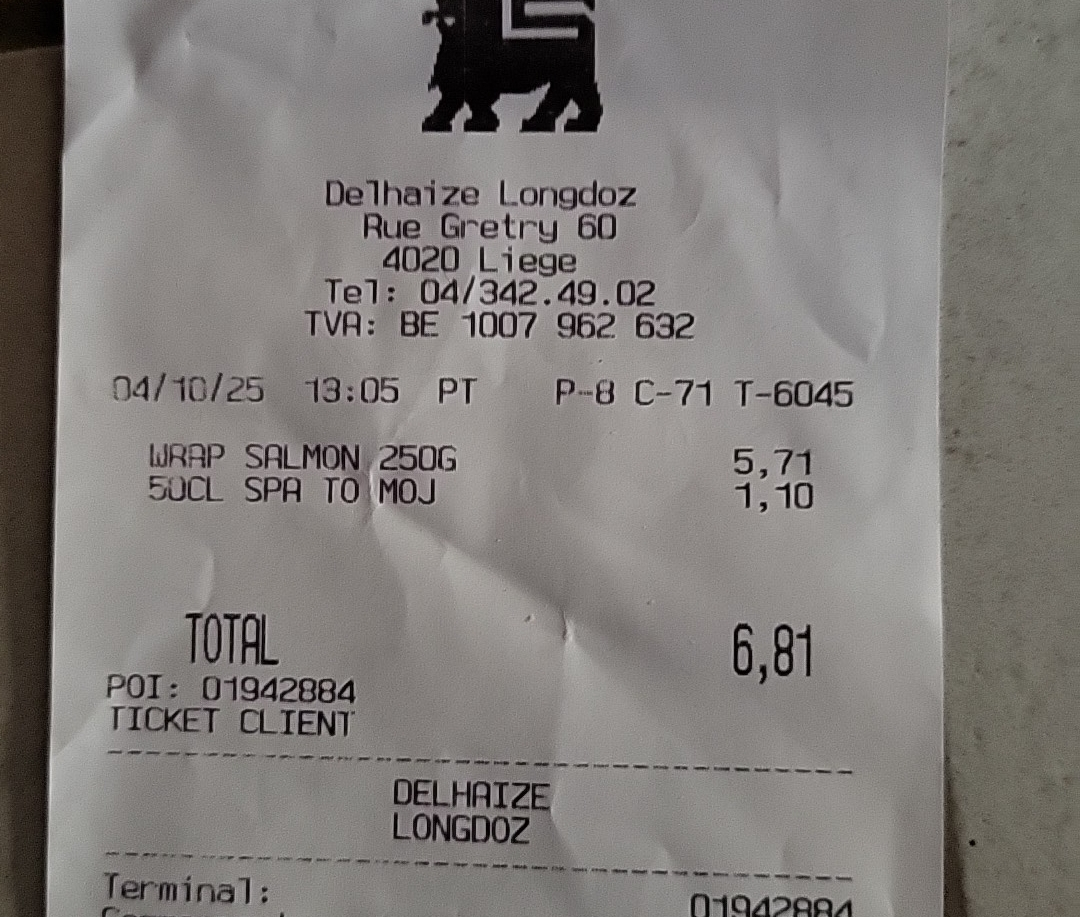 Delhaize Longdoz
Rue Gretry 60
4020 Liege
Tel: 04/342.49.02
TVA: BE 1007 962 632
04/10/25 13:05 PT P-8 C-71 T-6045
WRAP SALMON 250G 5,71
50CL SPA TO MOJ 1,10
TOTAL 6,81
POI: 01942884
TICKET CLIENT
DELHAIZE
LONGDOZ
Terminal: 01942884